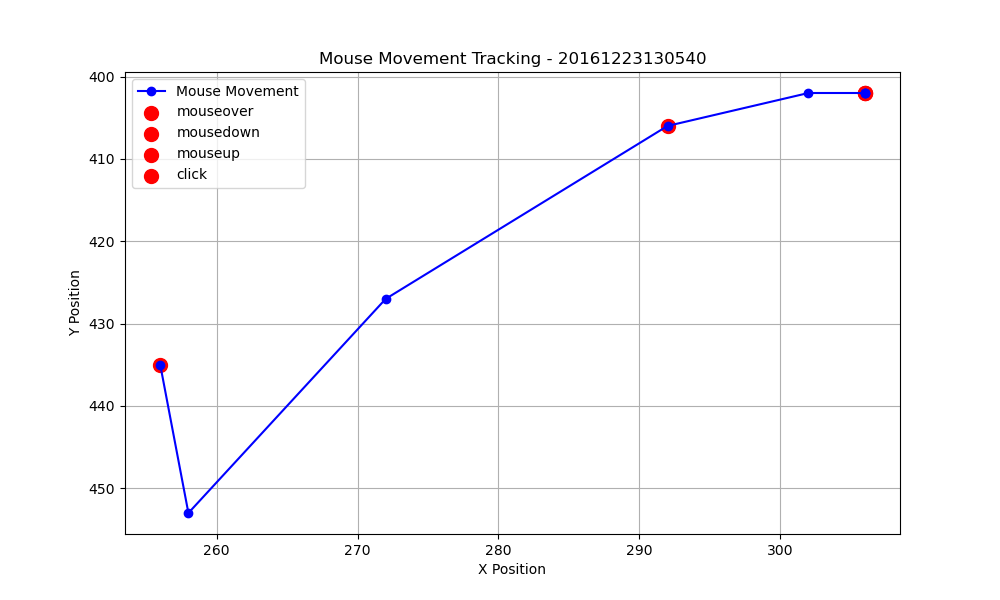 Mouse Movement Tracking - 20161223130540
Mouse Movement
mouseover
mousedown
mouseup
click
400
410
420
430
440
450
Y Position
260
270
280
290
300
X Position